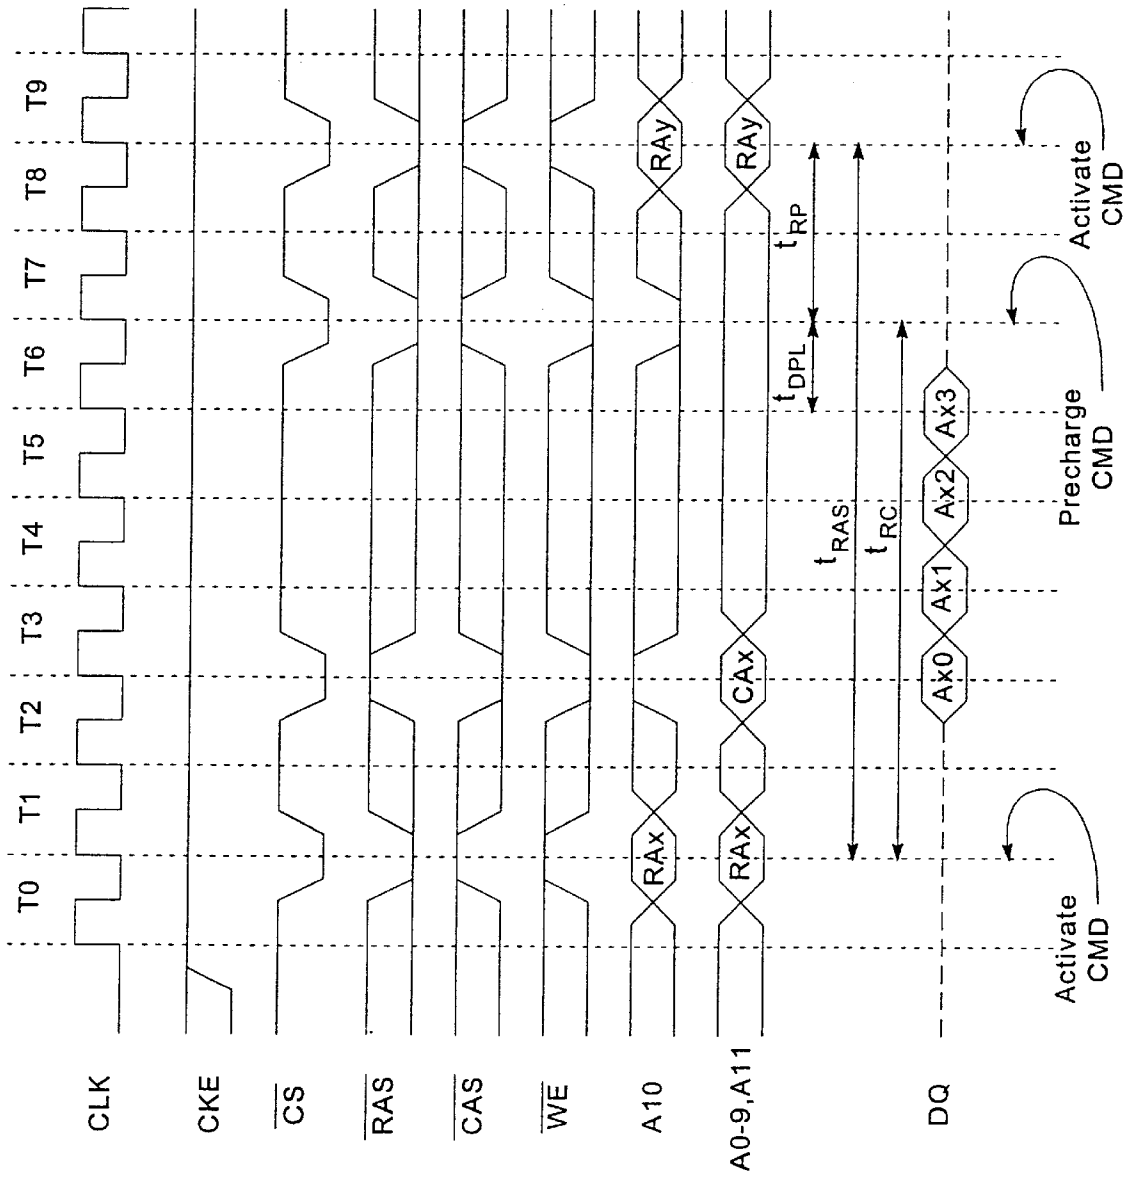 T0 T1 T2 T3 T4 T5 T6 T7 T8 T9
CLK
CKE
CS
RAS
CAS
WE
A10 RAx RAy
A0-9,A11 RAx CAx RAy
tDPL tRP
tRAS
tRC
DQ Ax0 Ax1 Ax2 Ax3
Activate
CMD
Precharge
CMD
Activate
CMD